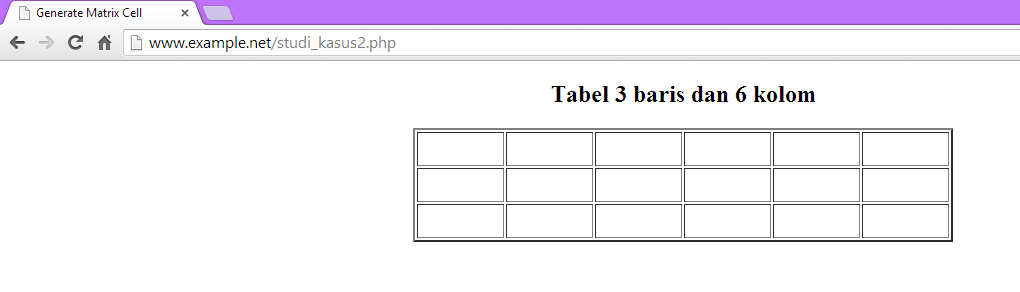 Generate Matrix Cell
www.example.net/studi_kasus2.php
Tabel 3 baris dan 6 kolom